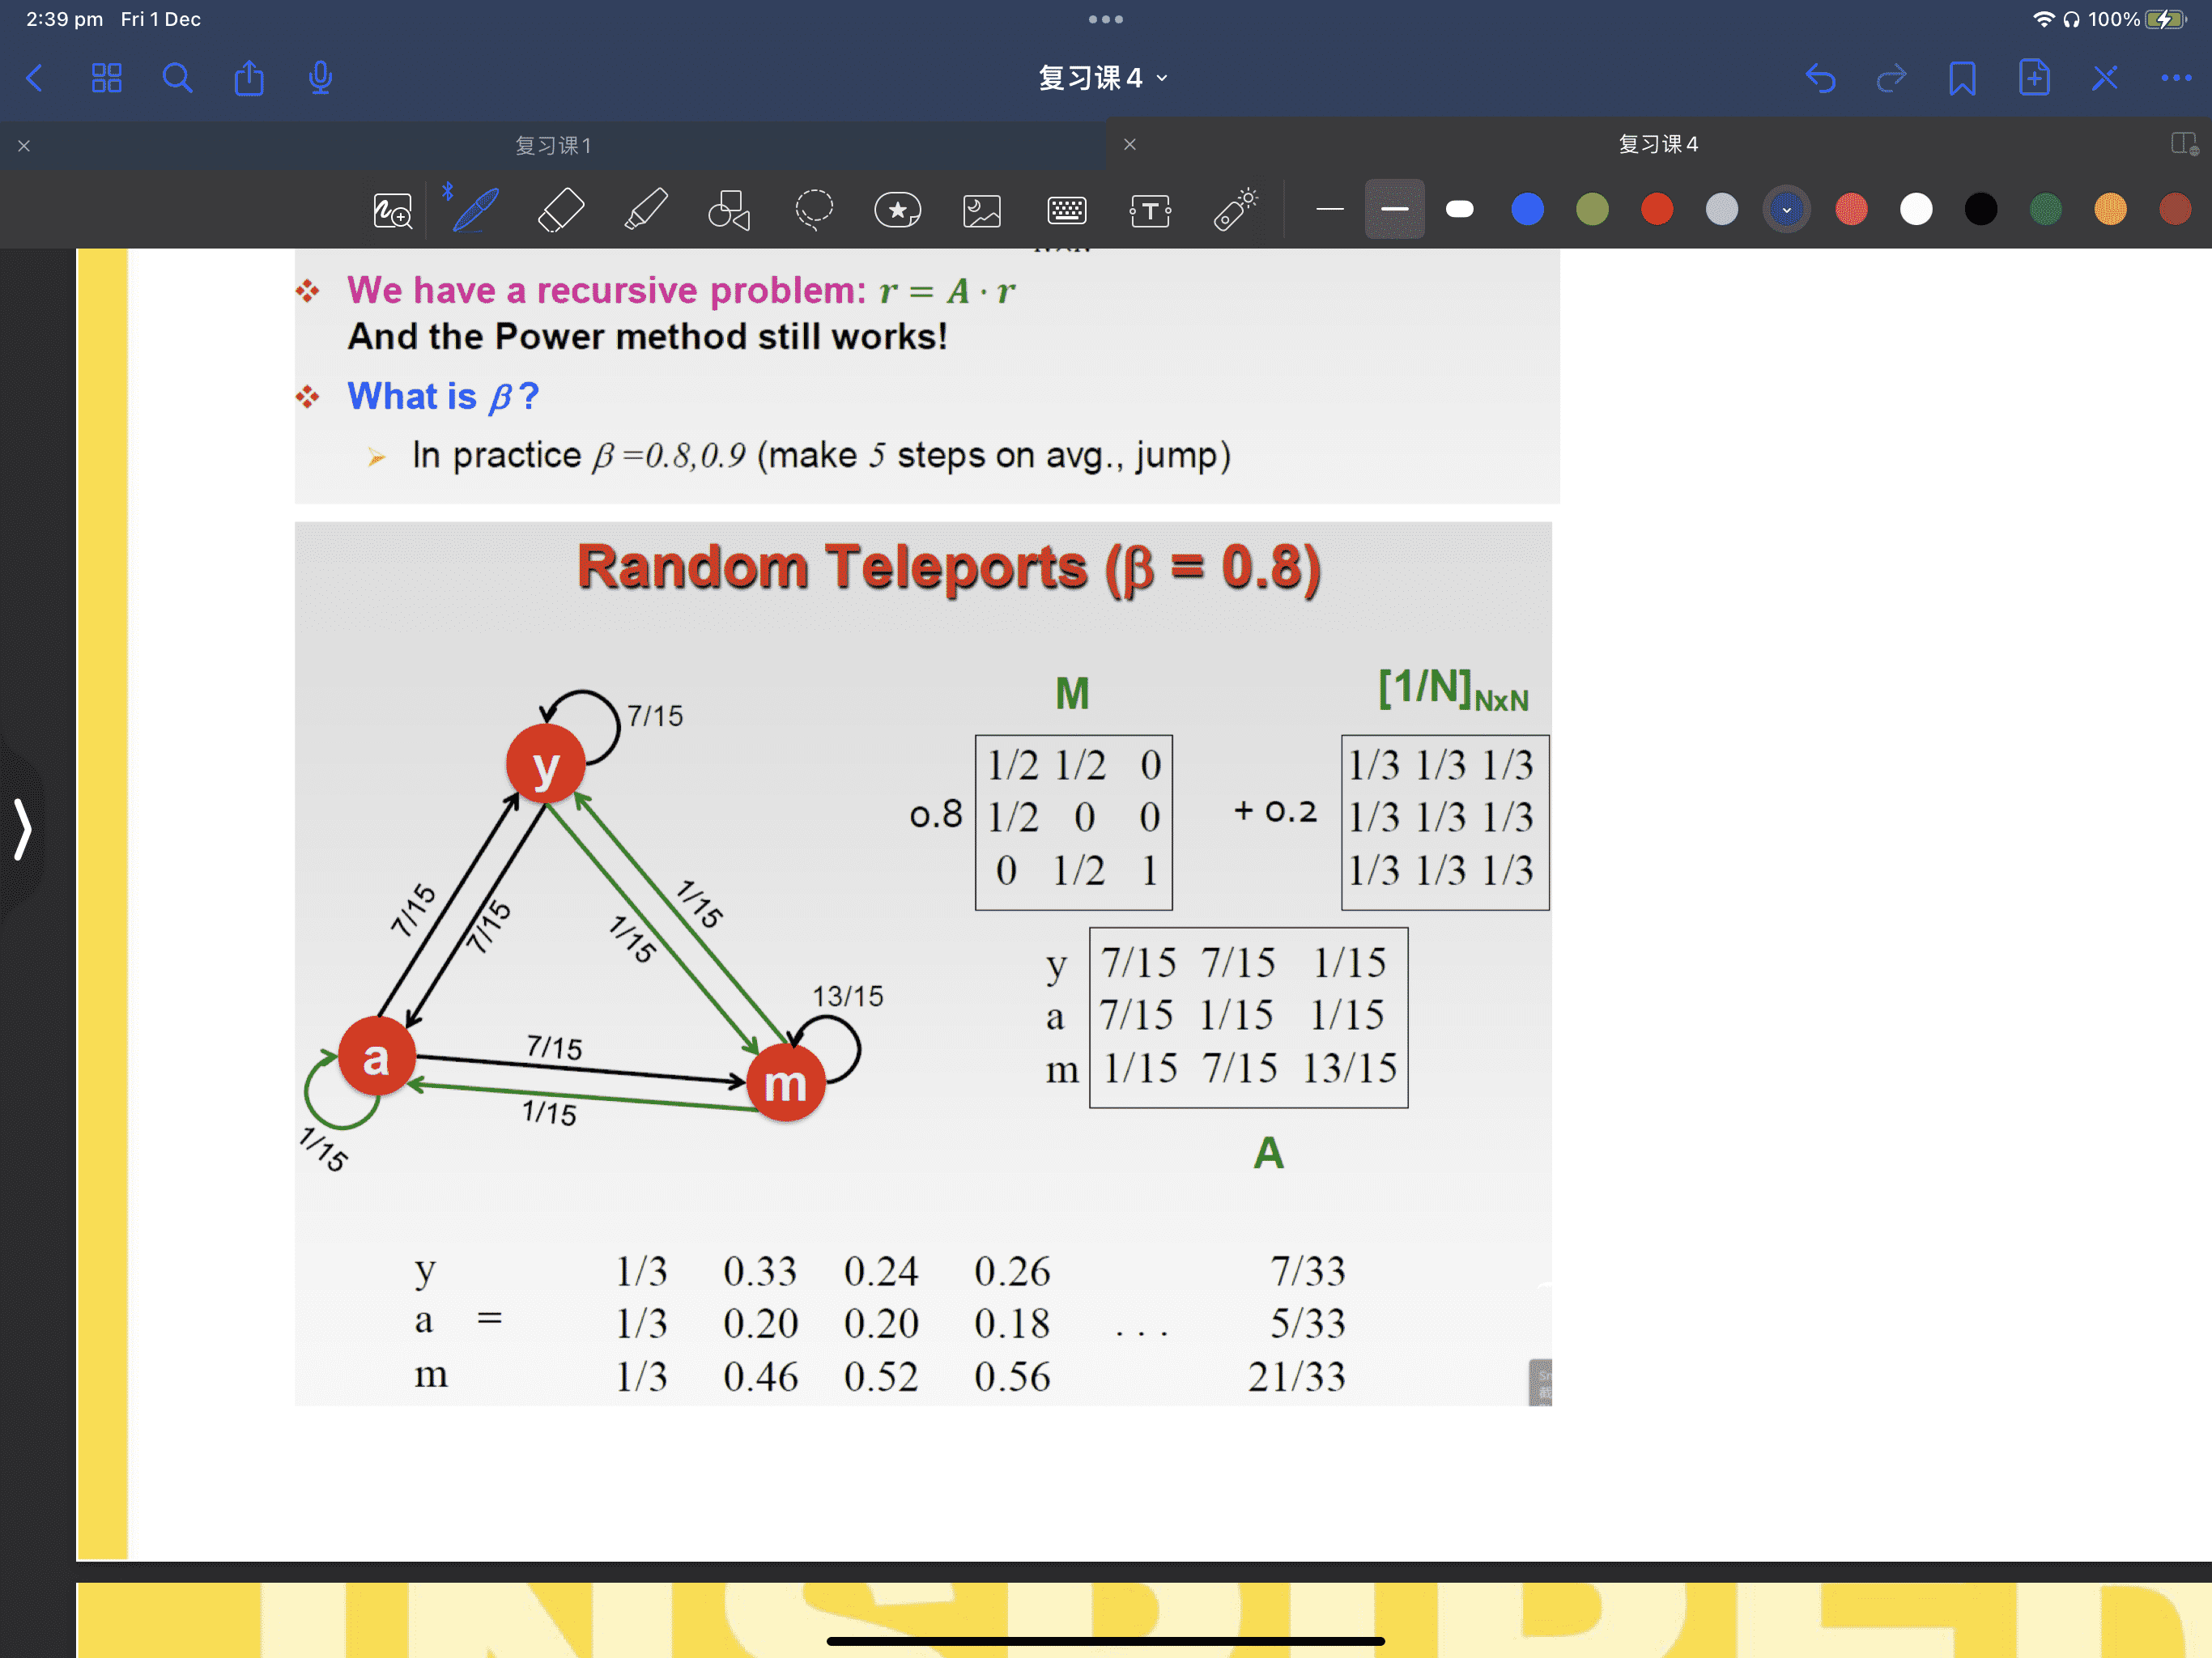 2:39 pm Fri 1 Dec
100%
复习课 4
复习课 1
复习课 4
We have a recursive problem: r = A · r
And the Power method still works!
What is β?
In practice β=0.8,0.9 (make 5 steps on avg., jump)
Random Teleports (β = 0.8)
M [1/N]NxN
7/15
y
1/2 1/2 0 1/3 1/3 1/3
0.8 1/2 0 0 + 0.2 1/3 1/3 1/3
0 1/2 1 1/3 1/3 1/3
7/15 7/15 1/15 1/15
y 7/15 7/15 1/15
a 7/15 1/15 1/15
m 1/15 7/15 13/15
A
13/15
a 7/15 m
1/15
1/15
y 1/3 0.33 0.24 0.26 7/33
a = 1/3 0.20 0.20 0.18 . . . 5/33
m 1/3 0.46 0.52 0.56 21/33
INSPIRED